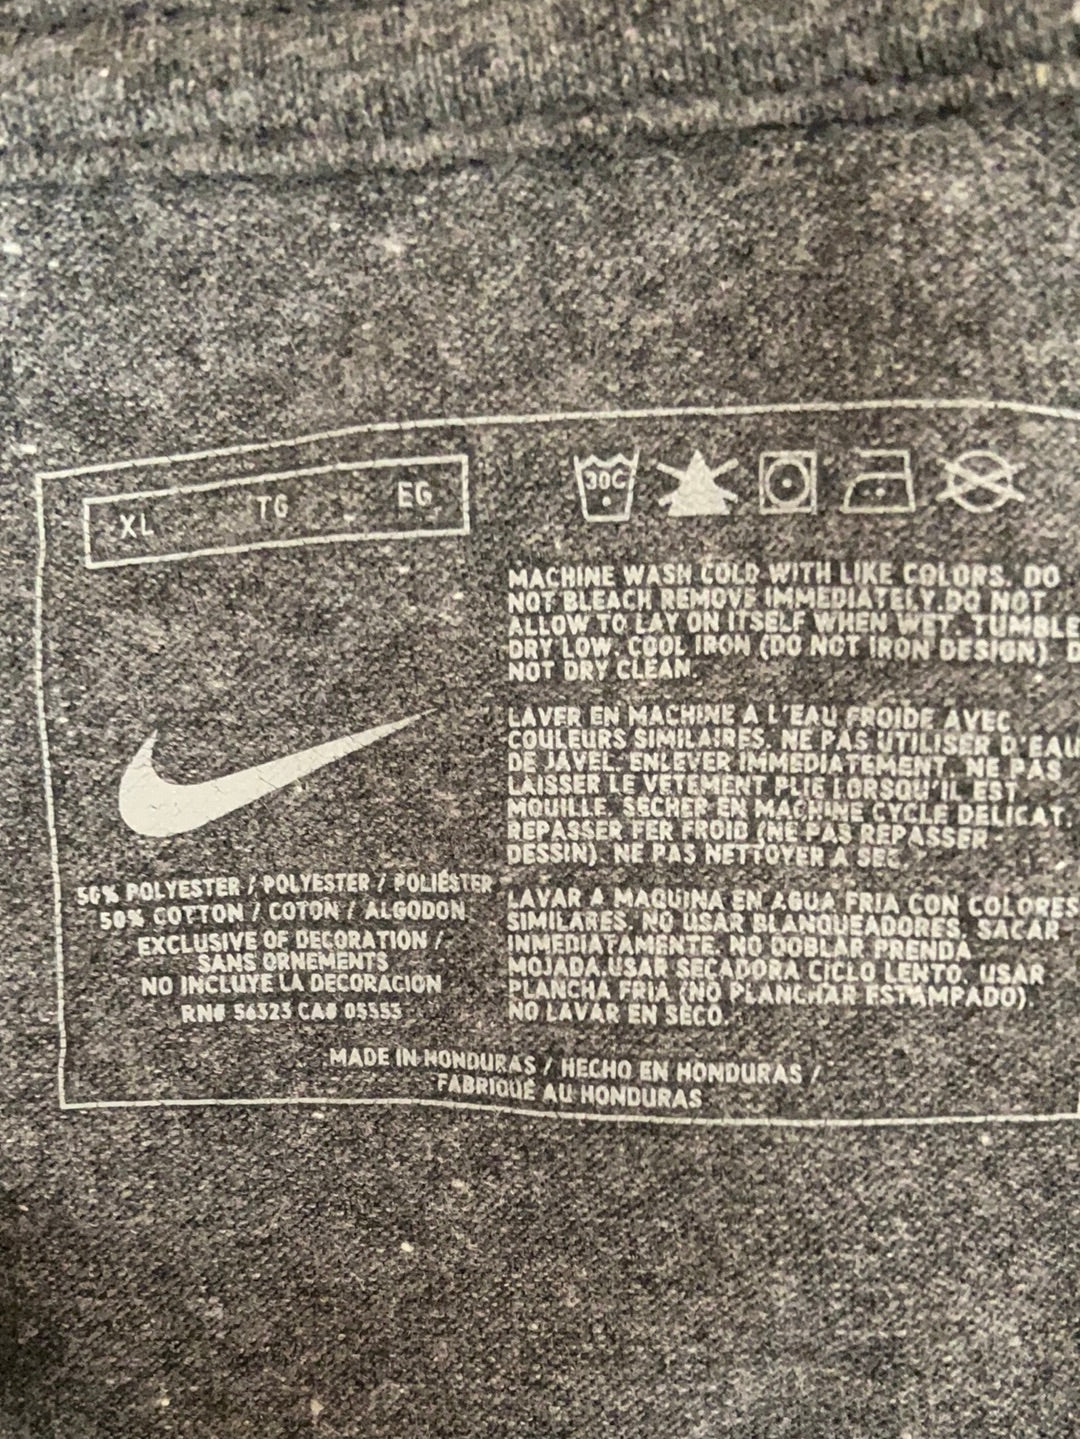 XL TG EG
30C
MACHINE WASH COLD WITH LIKE COLORS. DO
NOT BLEACH REMOVE IMMEDIATELY.DO NOT
ALLOW TO LAY ON ITSELF WHEN WET. TUMBLE
DRY LOW. COOL IRON (DO NOT IRON DESIGN). D
NOT DRY CLEAN.
LAVER EN MACHINE A L'EAU FROIDE AVEC
COULEURS SIMILAIRES. NE PAS UTILISER D'EAU
DE JAVEL. ENLEVER IMMEDIATEMENT. NE PAS
LAISSER LE VETEMENT PLIE LORSQU'IL EST
MOUILLE. SECHER EN MACHINE CYCLE DELICAT.
REPASSER FER FROID (NE PAS REPASSER
DESSIN). NE PAS NETTOYER A SEC.
LAVAR A MAQUINA EN AGUA FRIA CON COLORES
SIMILARES. NO USAR BLANQUEADORES. SACAR
INMEDIATAMENTE. NO DOBLAR PRENDA
MOJADA.USAR SECADORA CICLO LENTO. USAR
PLANCHA FRIA (NO PLANCHAR ESTAMPADO).
NO LAVAR EN SECO.
50% POLYESTER / POLYESTER / POLIÉSTER
50% COTTON / COTON / ALGODON
EXCLUSIVE OF DECORATION /
SANS ORNEMENTS
NO INCLUYE LA DECORACION
RN# 56323 CA# 05553
MADE IN HONDURAS / HECHO EN HONDURAS /
FABRIQUÉ AU HONDURAS